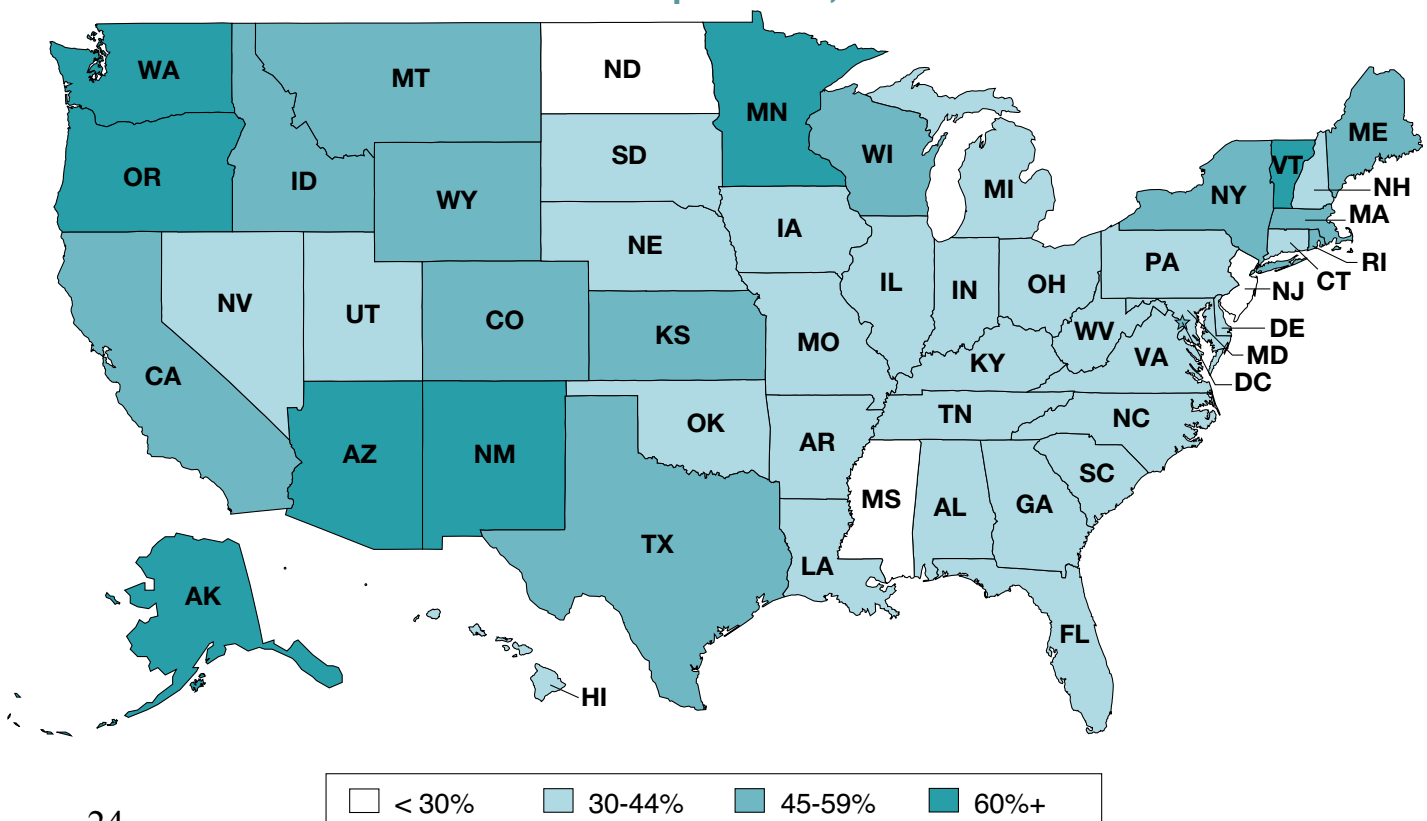 WA
MT
ND
MN
OR
ID
SD
WI
WY
MI
ME
VT
NY
NH
MA
NE
IA
PA
RI
CT
NV
UT
CO
KS
IL
IN
OH
NJ
WV
DE
MD
DC
CA
MO
KY
VA
AZ
NM
OK
AR
TN
NC
SC
TX
MS
AL
GA
LA
AK
FL
HI
< 30%
30-44%
45-59%
60%+